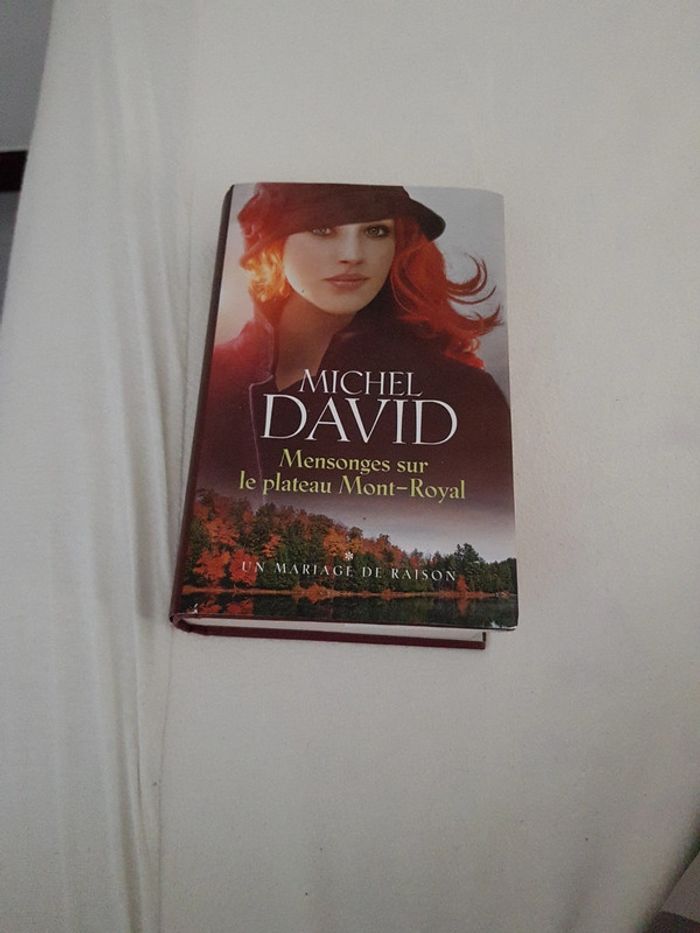 MICHEL
DAVID
Mensonges sur
le plateau Mont-Royal
*
UN MARIAGE DE RAISON